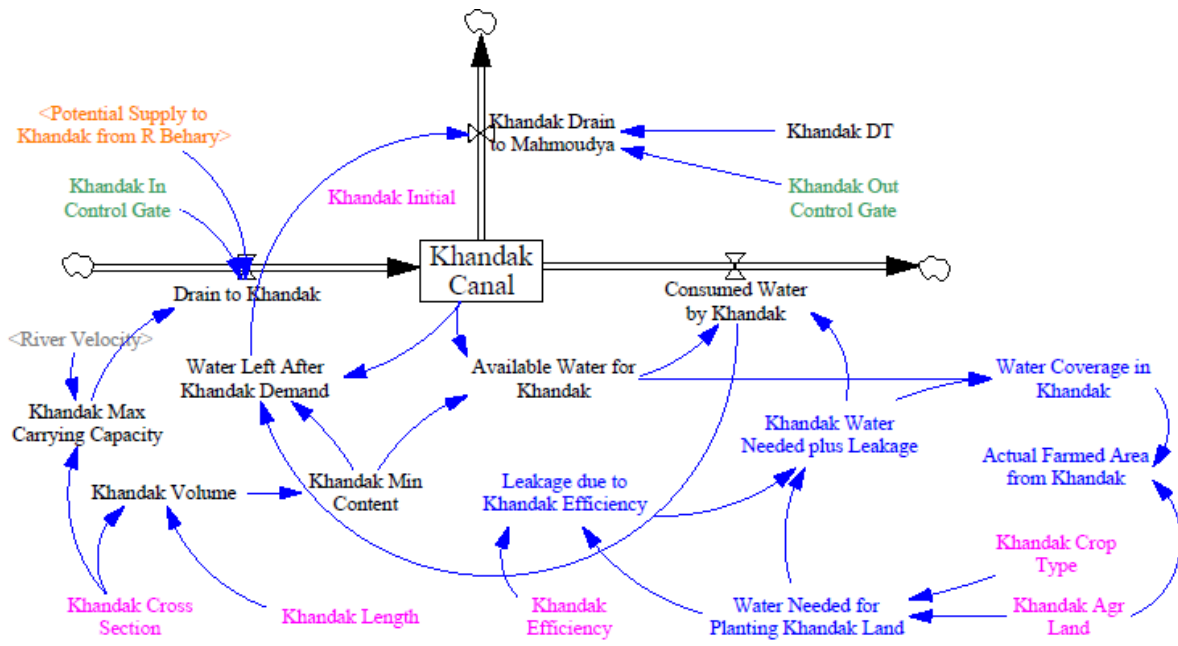 <Potential Supply to
Khandak from R Behary>
Khandak Drain
to Mahmoudya
Khandak DT
Khandak In
Control Gate
Khandak Initial
Khandak Out
Control Gate
Khandak
Canal
Drain to Khandak
Consumed Water
by Khandak
<River Velocity>
Water Left After
Khandak Demand
Available Water for
Khandak
Water Coverage in
Khandak
Khandak Max
Carrying Capacity
Khandak Water
Needed plus Leakage
Actual Farmed Area
from Khandak
Khandak Volume
Khandak Min
Content
Leakage due to
Khandak Efficiency
Khandak Crop
Type
Khandak Cross
Section
Khandak Length
Khandak
Efficiency
Water Needed for
Planting Khandak Land
Khandak Agr
Land